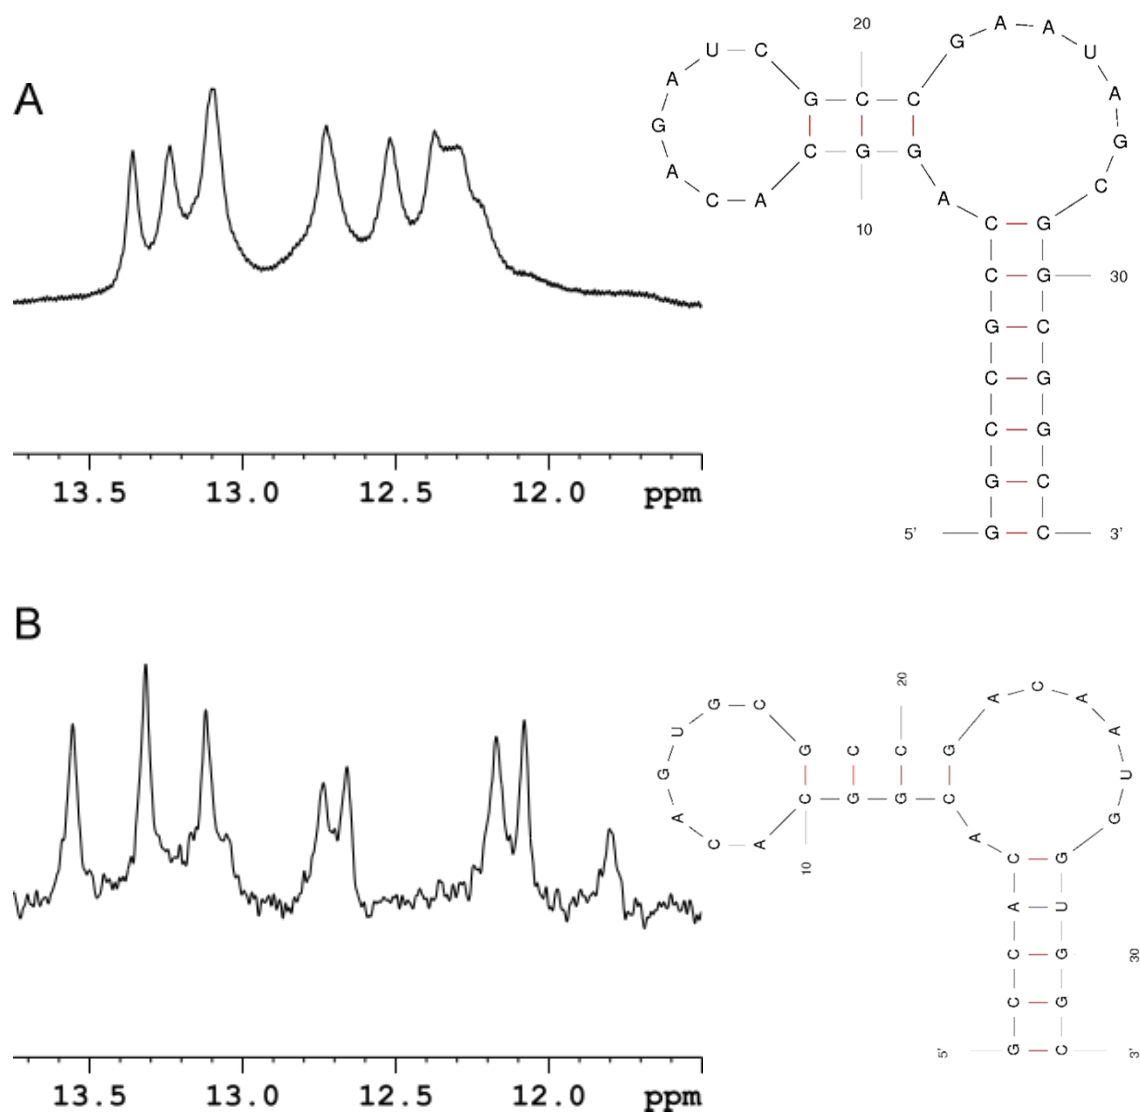 A
20
A A
U C G U
A A
G C C
G
C G G G
A C
C A A
10 C G
C G 30
G C
C G
C G
G C
5' G C 3'
13.5 13.0 12.5 12.0 ppm
B
20
A C A
G C
U A
G C C G
G U
C G G C
A G
C A A
10 C G
A U
C G 30
C G
5' G C 3'
13.5 13.0 12.5 12.0 ppm